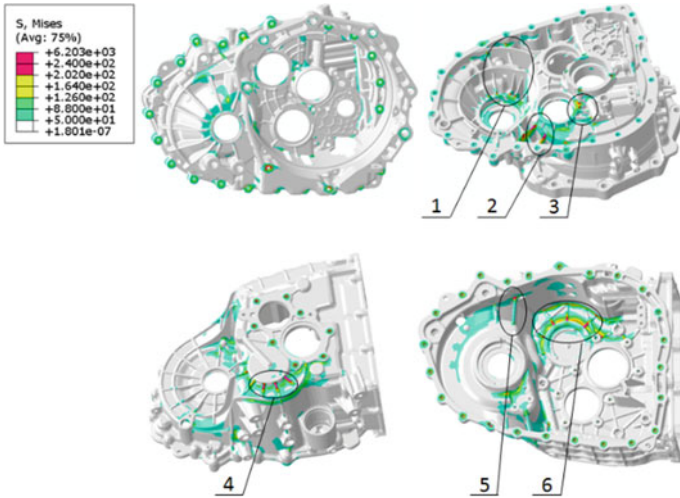 S, Mises
(Avg: 75%)
+6.203e+03
+2.400e+02
+2.020e+02
+1.640e+02
+1.260e+02
+8.800e+01
+5.000e+01
+1.801e-07
1 2 3
4 5 6